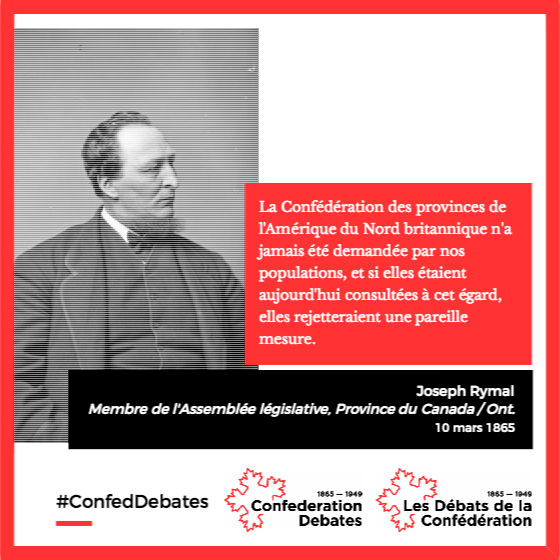 La Confédération des provinces de
l'Amérique du Nord britannique n'a
jamais été demandée par nos
populations, et si elles étaient
aujourd'hui consultées à cet égard,
elles rejetteraient une pareille
mesure.
Joseph Rymal
Membre de l'Assemblée législative, Province du Canada / Ont.
10 mars 1865
#ConfedDebates
1865 — 1949
Confederation
Debates
1865 — 1949
Les Débats de la
Confédération